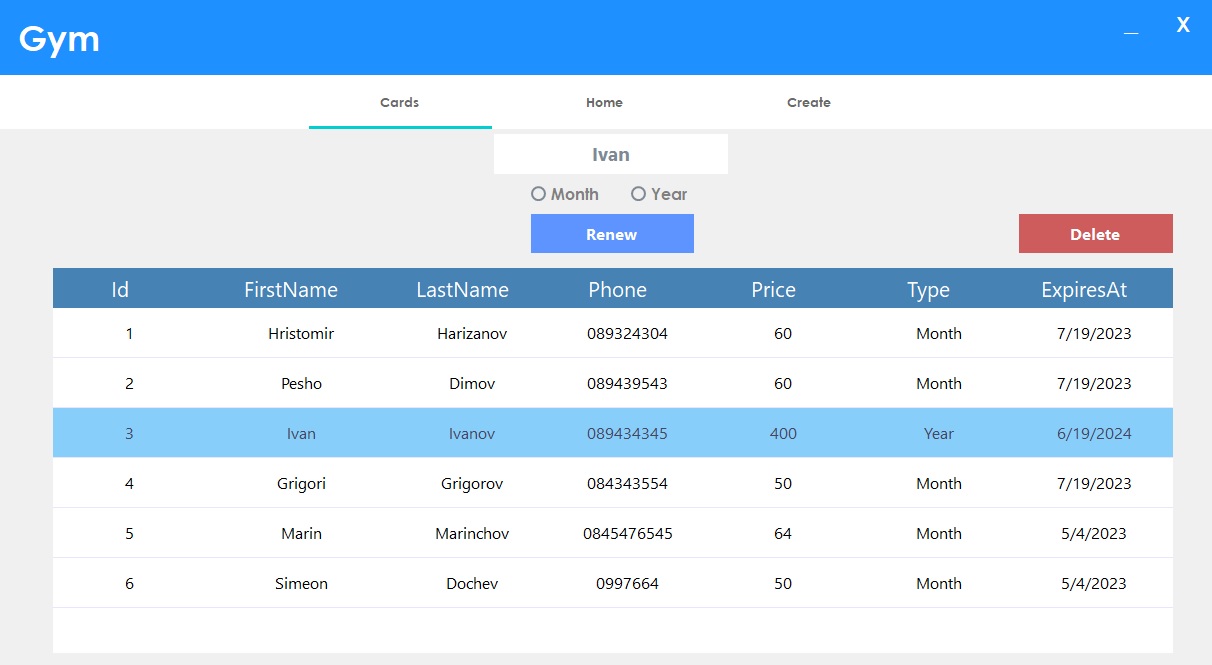 Gym _ X
Cards Home Create
Ivan
Month Year
Renew Delete
Id FirstName LastName Phone Price Type ExpiresAt
1 Hristomir Harizanov 089324304 60 Month 7/19/2023
2 Pesho Dimov 089439543 60 Month 7/19/2023
3 Ivan Ivanov 089434345 400 Year 6/19/2024
4 Grigori Grigorov 084343554 50 Month 7/19/2023
5 Marin Marinchov 0845476545 64 Month 5/4/2023
6 Simeon Dochev 0997664 50 Month 5/4/2023